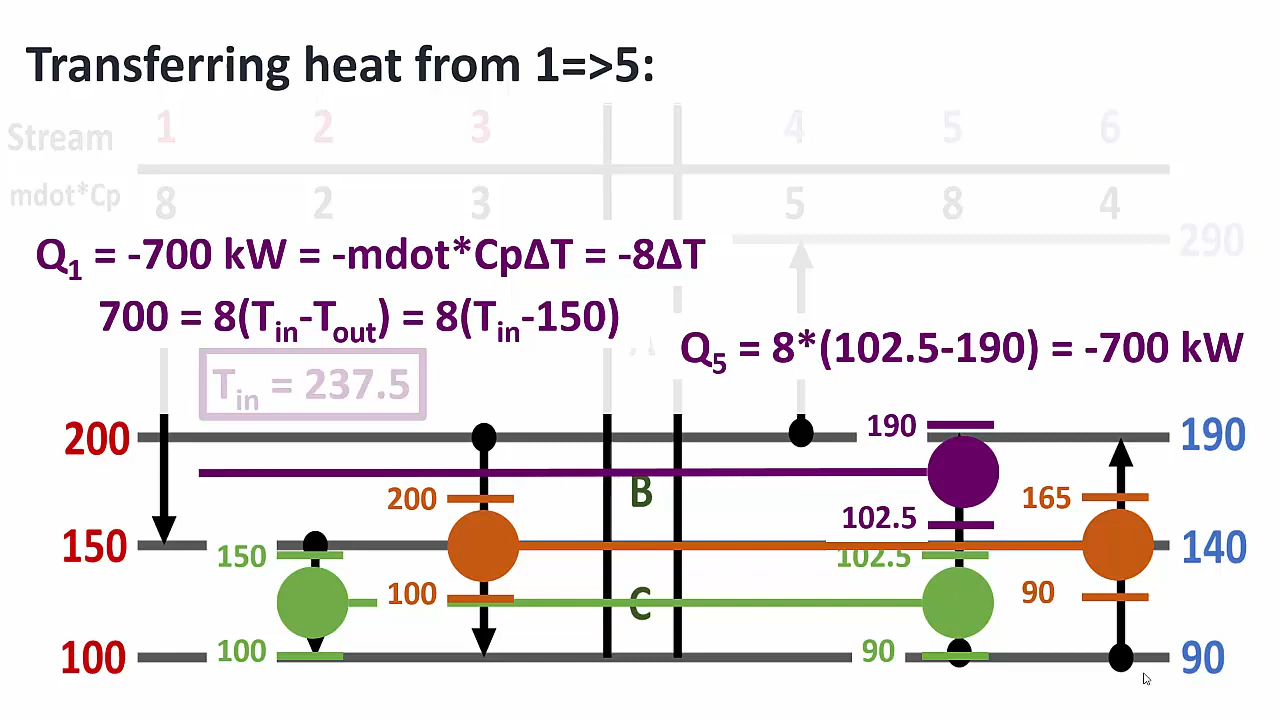 Transferring heat from 1=>5:
Stream 1 2 3 4 5 6
mdot*Cp 8 2 3 5 8 4
290
Q1 = -700 kW = -mdot*CpΔT = -8ΔT
700 = 8(Tin-Tout) = 8(Tin-150)
A
Q5 = 8*(102.5-190) = -700 kW
Tin = 237.5
200 190 190
B
200 165
102.5
150 150 102.5 140
100 C 90
100 100 90 90